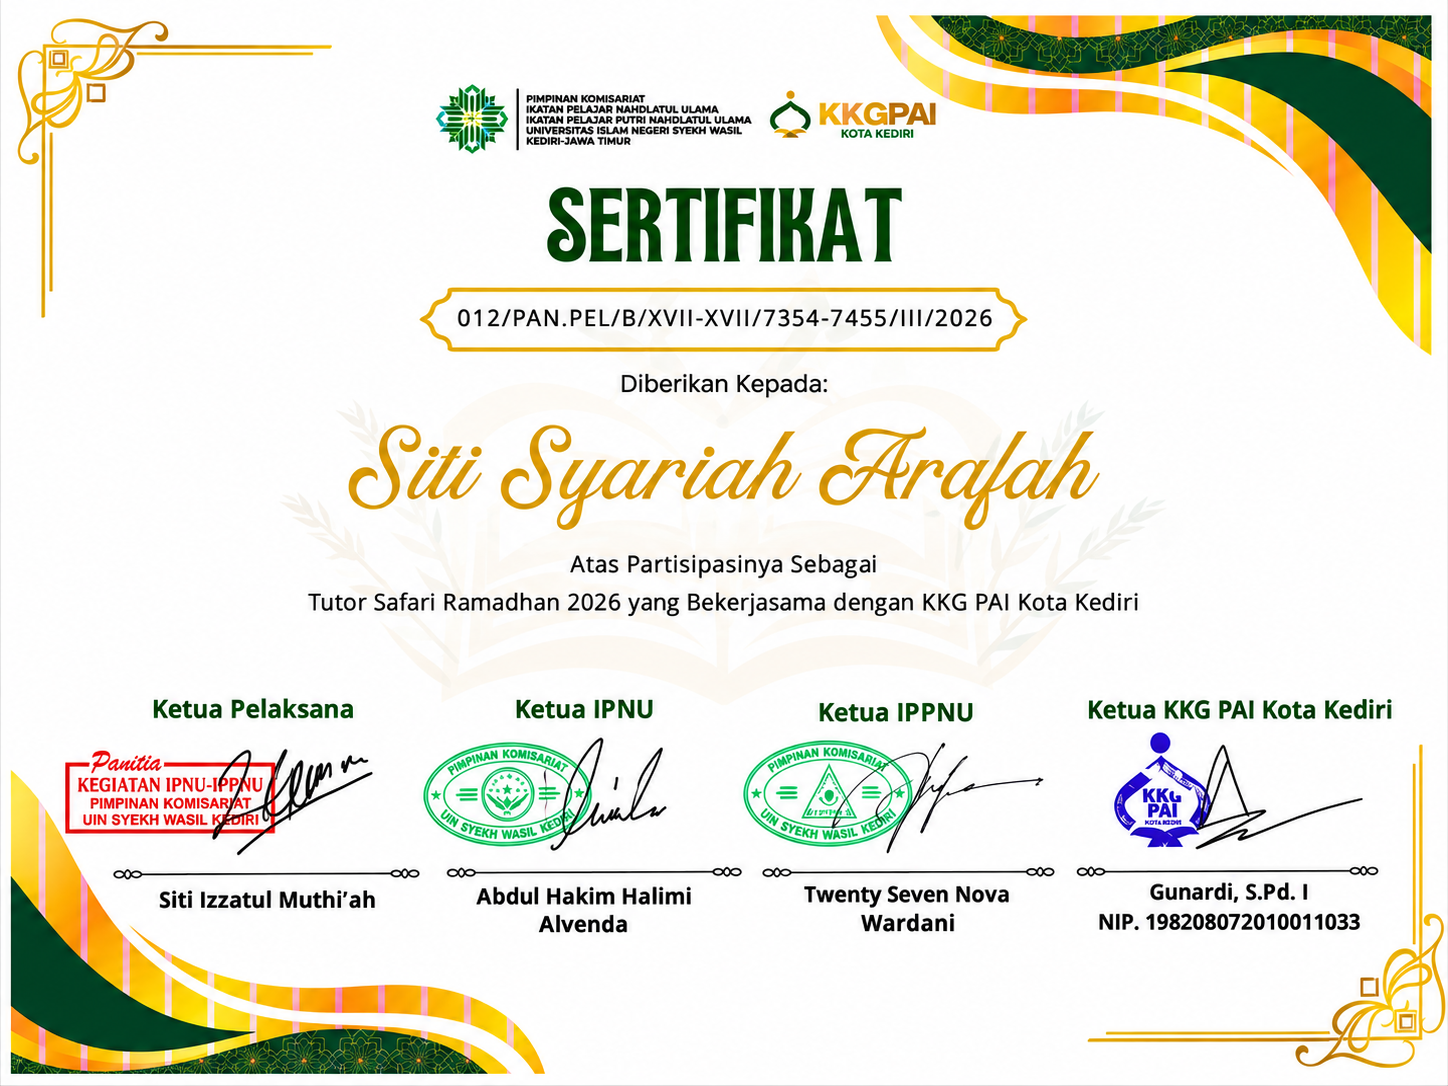 PIMPINAN KOMISARIAT
IKATAN PELAJAR NAHDLATUL ULAMA
IKATAN PELAJAR PUTRI NAHDLATUL ULAMA
UNIVERSITAS ISLAM NEGERI SYEKH WASIL
KEDIRI-JAWA TIMUR
KKGPAI
KOTA KEDIRI
SERTIFIKAT
012/PAN.PEL/B/XVII-XVII/7354-7455/III/2026
Diberikan Kepada:
Siti Syariah Arafah
Atas Partisipasinya Sebagai
Tutor Safari Ramadhan 2026 yang Bekerjasama dengan KKG PAI Kota Kediri
Ketua Pelaksana
Panitia
KEGIATAN IPNU-IPPNU
PIMPINAN KOMISARIAT
UIN SYEKH WASIL KEDIRI
Siti Izzatul Muthi’ah
Ketua IPNU
PIMPINAN KOMISARIAT
UIN SYEKH WASIL KEDIRI
Abdul Hakim Halimi
Alvenda
Ketua IPPNU
PIMPINAN KOMISARIAT
UIN SYEKH WASIL KEDIRI
Twenty Seven Nova
Wardani
Ketua KKG PAI Kota Kediri
KKG
PAI
KOTA KEDIRI
Gunardi, S.Pd. I
NIP. 198208072010011033